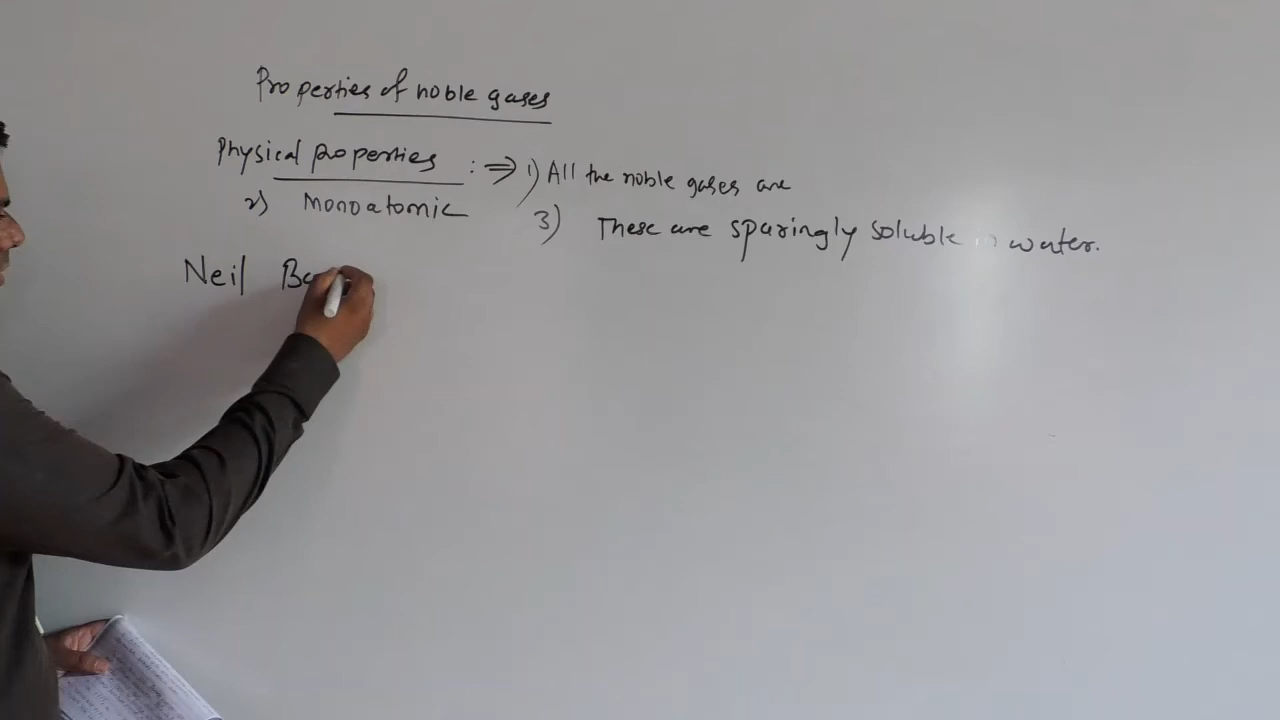 Properties of noble gases
Physical properties :⇒ 1) All the noble gases are
2) Monoatomic 3) These are sparingly soluble in water.
Neil